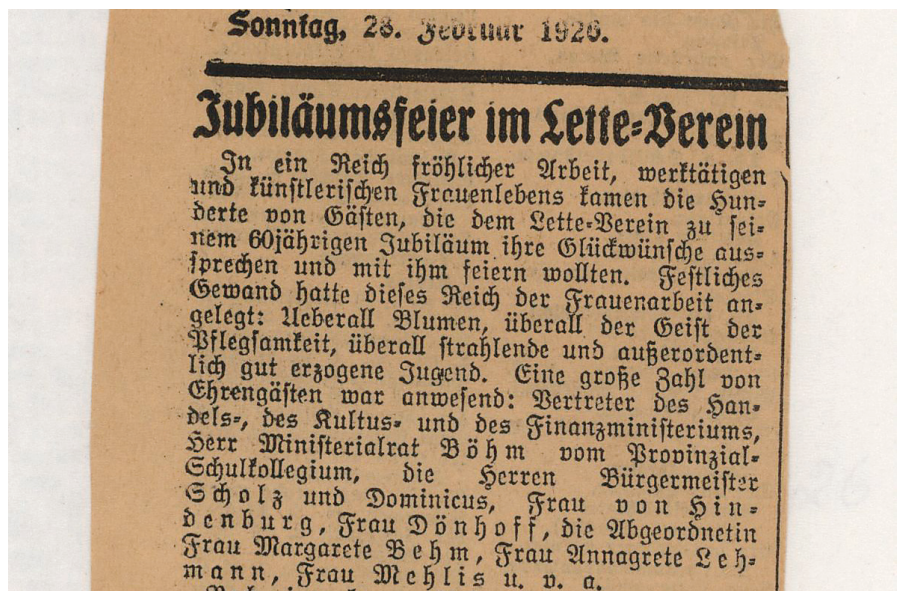 Sonntag, 28. Februar 1926.
Jubiläumsfeier im Lette-Verein
In ein Reich fröhlicher Arbeit, werktätigen
und künstlerischen Frauenlebens kamen die Hun-
derte von Gästen, die dem Lette-Verein zu sei-
nem 60jährigen Jubiläum ihre Glückwünsche aus-
sprechen und mit ihm feiern wollten. Festliches
Gewand hatte dieses Reich der Frauenarbeit an-
gelegt: Ueberall Blumen, überall der Geist der
Pflegsamkeit, überall strahlende und außerordent-
lich gut erzogene Jugend. Eine große Zahl von
Ehrengästen war anwesend: Vertreter des Han-
dels-, des Kultus- und des Finanzministeriums,
Herr Ministerialrat Böhm vom Provinzial-
Schulkollegium, die Herren Bürgermeister
Scholz und Dominicus, Frau von Hin-
denburg, Frau Dönhoff, die Abgeordnetin
Frau Margarete Behm, Frau Annagrete Leh-
mann, Frau Mehlis u. v. a.